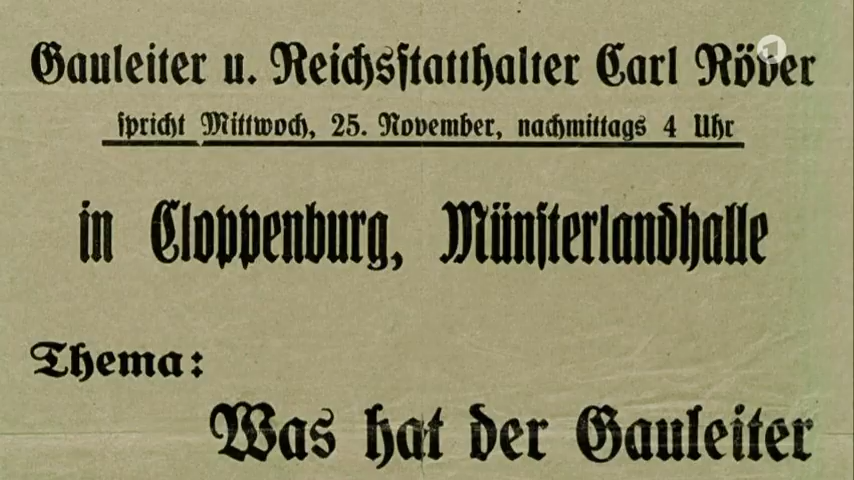 Gauleiter u. Reichsstatthalter Carl Röver
spricht Mittwoch, 25. November, nachmittags 4 Uhr
in Cloppenburg, Münsterlandhalle
Thema:
Was hat der Gauleiter